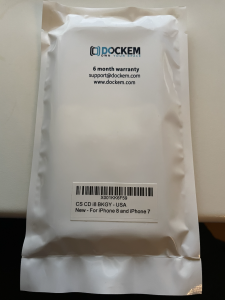 DOCKEM
6 month warranty
support@dockem.com
www.dockem.com
CS CD i8 BKGY - USA
New - For iPhone 8 and iPhone 7